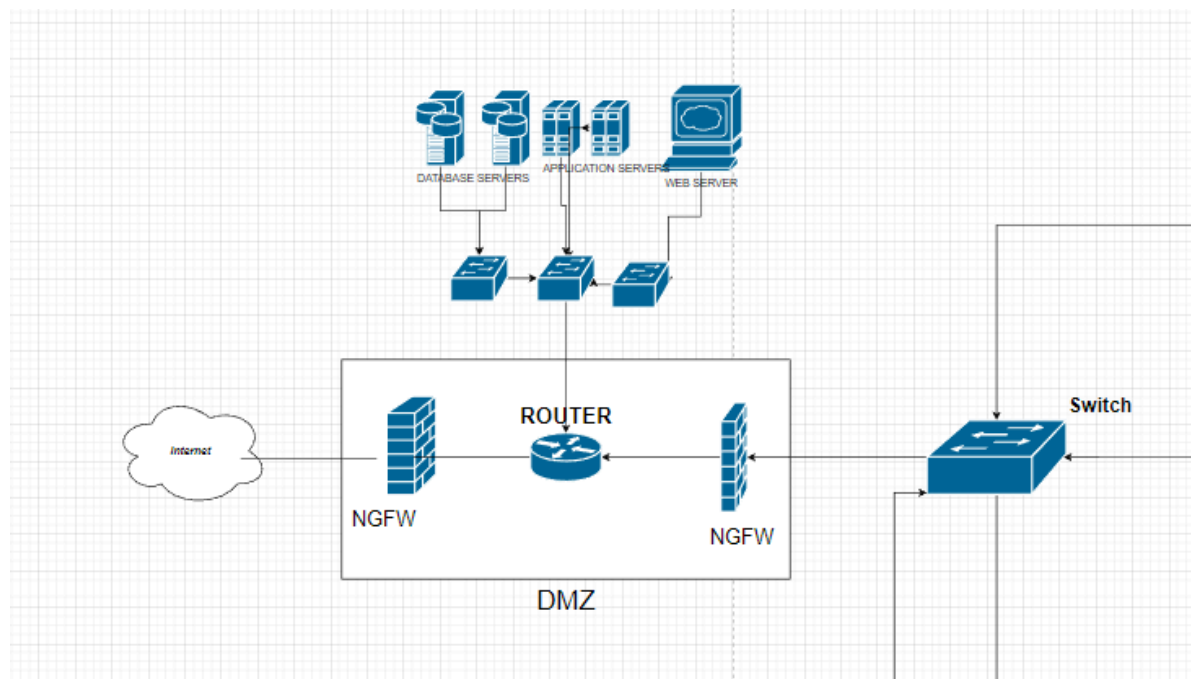 DATABASE SERVERS
APPLICATION SERVERS
WEB SERVER
Switch
ROUTER
Internet
NGFW
NGFW
DMZ